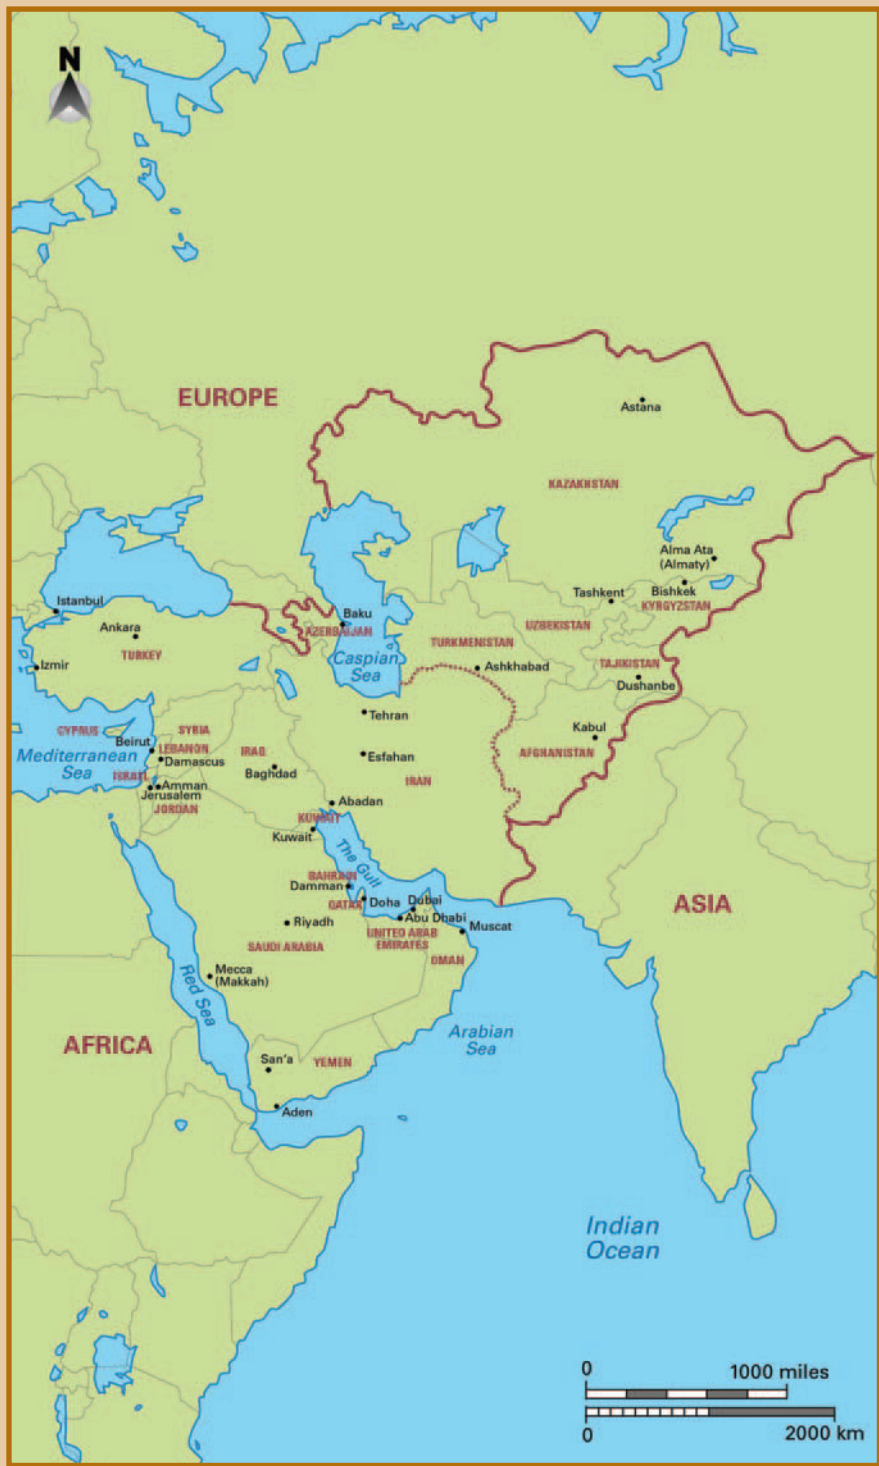 N
EUROPE
Astana
KAZAKHSTAN
Alma Ata
(Almaty)
Istanbul
Tashkent
Bishkek
KYRGYZSTAN
Baku
Ankara
AZERBAIJAN
UZBEKISTAN
TURKEY
TURKMENISTAN
Caspian
Sea
Izmir
Ashkhabad
TAJIKISTAN
Dushanbe
Tehran
CYPRUS
SYRIA
Kabul
Beirut
LEBANON
IRAQ
Mediterranean
Sea
Damascus
Esfahan
AFGHANISTAN
Baghdad
ISRAEL
IRAN
Amman
Jerusalem
JORDAN
Abadan
KUWAIT
Kuwait
The Gulf
BAHRAIN
Damman
QATAR
Doha
Dubai
ASIA
Abu Dhabi
Riyadh
Muscat
UNITED ARAB
EMIRATES
SAUDI ARABIA
OMAN
Mecca
(Makkah)
Red Sea
Arabian
Sea
AFRICA
San'a
YEMEN
Aden
Indian
Ocean
0 1000 miles
0 2000 km